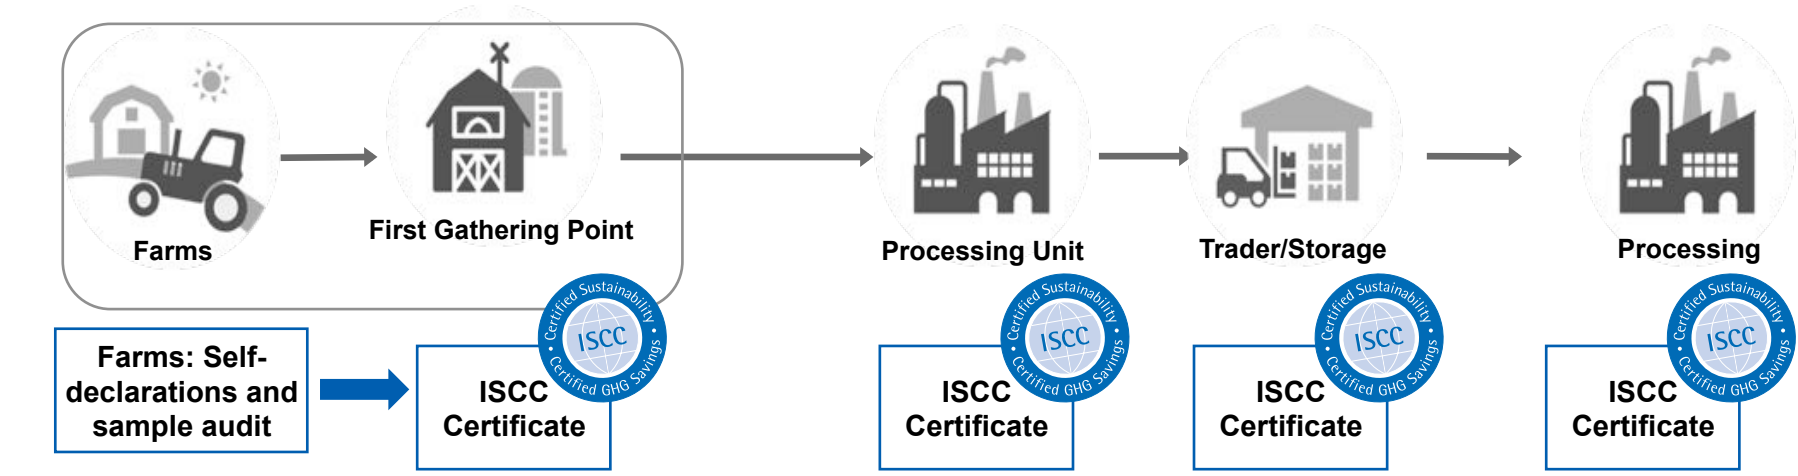 Farms
First Gathering Point
Processing Unit
Trader/Storage
Processing
Farms: Self-
declarations and
sample audit
ISCC
Certificate
Certified Sustainability
ISCC
Certified GHG Savings
ISCC
Certificate
Certified Sustainability
ISCC
Certified GHG Savings
ISCC
Certificate
Certified Sustainability
ISCC
Certified GHG Savings
ISCC
Certificate
Certified Sustainability
ISCC
Certified GHG Savings